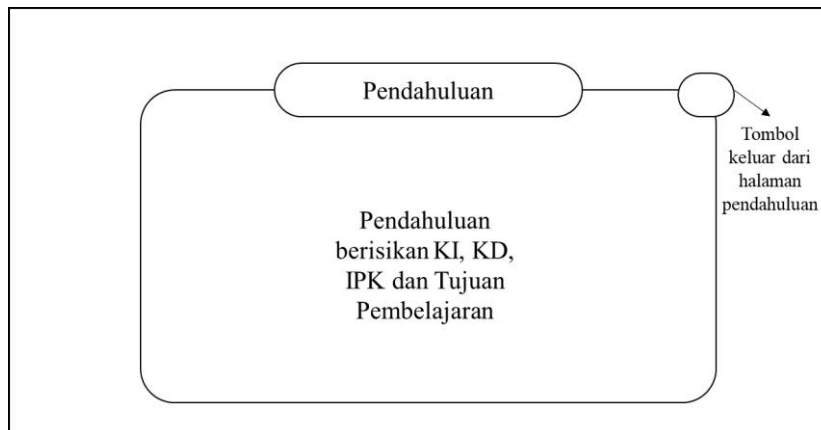 Pendahuluan
Pendahuluan
berisikan KI, KD,
IPK dan Tujuan
Pembelajaran
Tombol
keluar dari
halaman
pendahuluan